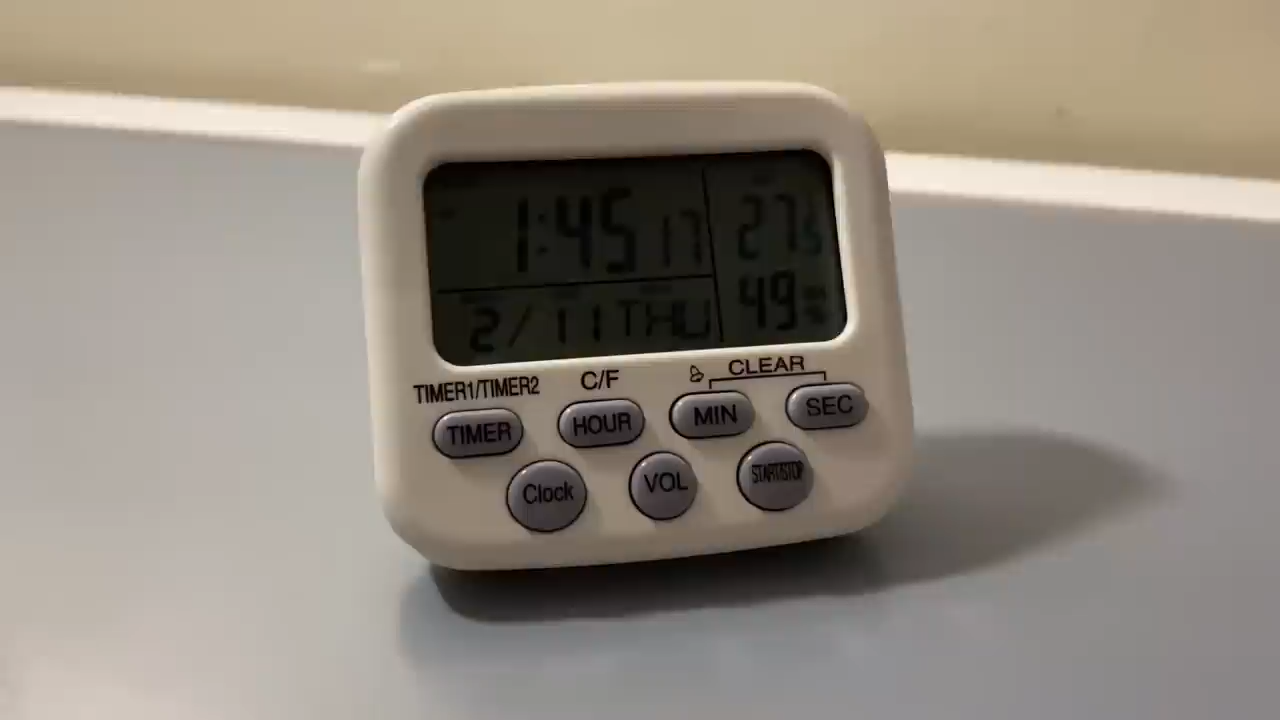 1:45 17
27.5
2/11 THU
49 %
CLEAR
TIMER1/TIMER2 C/F
TIMER HOUR MIN SEC
Clock VOL START/STOP